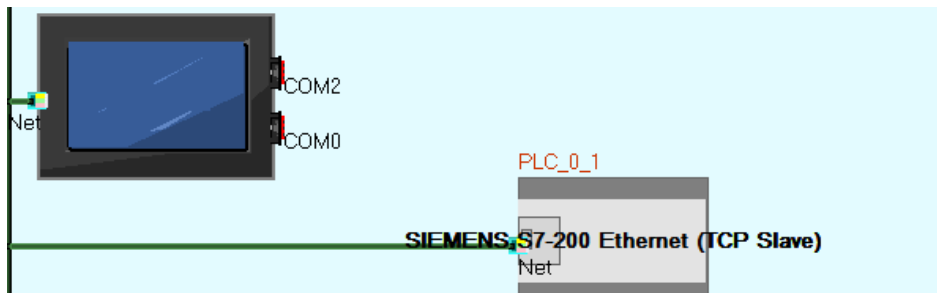 COM2
Net
COM0
PLC_0_1
SIEMENS S7-200 Ethernet (TCP Slave)
Net